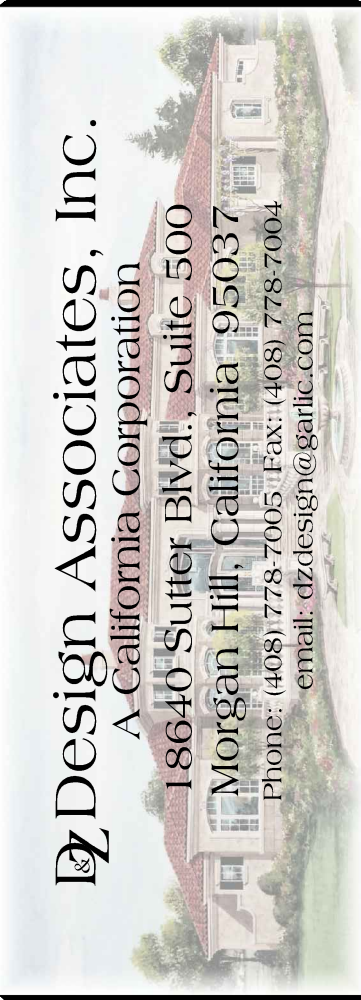 D&Z Design Associates, Inc.
A California Corporation
18640 Sutter Blvd., Suite 500
Morgan Hill, California 95037
Phone: (408) 778-7005 Fax: (408) 778-7004
email: dzdesign@garlic.com